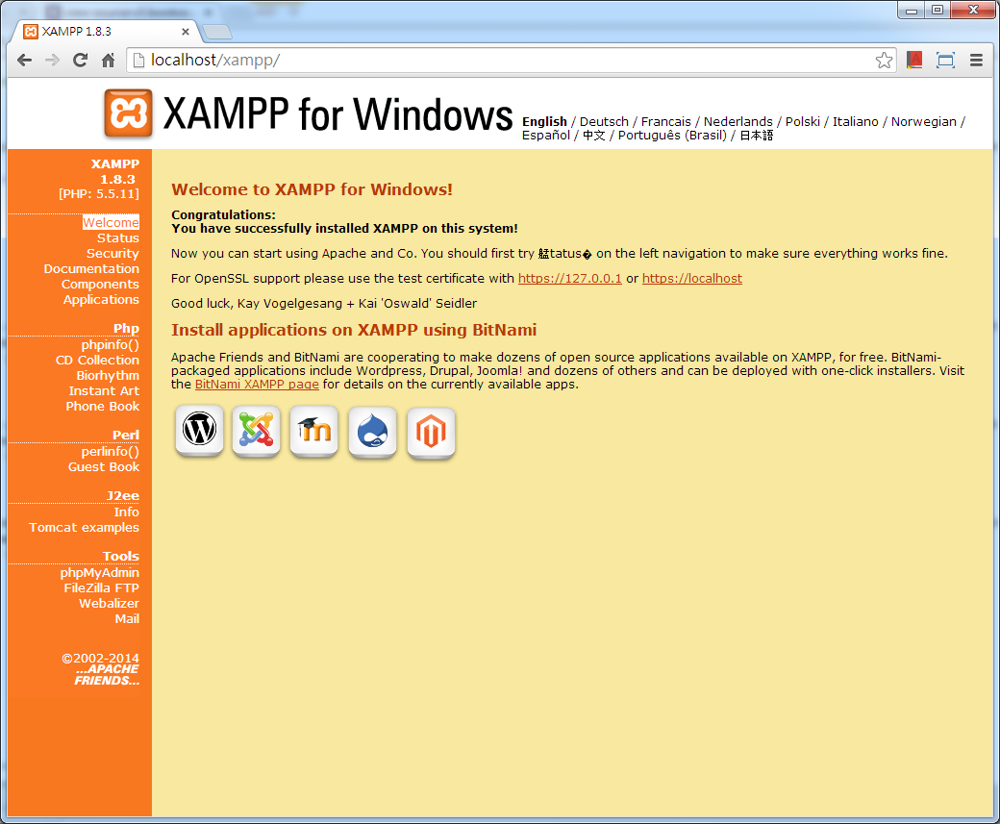 XAMPP 1.8.3
localhost/xampp/
XAMPP for Windows
English / Deutsch / Francais / Nederlands / Polski / Italiano / Norwegian /
Español / 中文 / Português (Brasil) / 日本語
XAMPP
1.8.3
[PHP: 5.5.11]
Welcome
Status
Security
Documentation
Components
Applications
Php
phpinfo()
CD Collection
Biorhythm
Instant Art
Phone Book
Perl
perlinfo()
Guest Book
J2ee
Info
Tomcat examples
Tools
phpMyAdmin
FileZilla FTP
Webalizer
Mail
©2002-2014
...APACHE
FRIENDS...
Welcome to XAMPP for Windows!
Congratulations:
You have successfully installed XAMPP on this system!
Now you can start using Apache and Co. You should first try 艋tatus� on the left navigation to make sure everything works fine.
For OpenSSL support please use the test certificate with https://127.0.0.1 or https://localhost
Good luck, Kay Vogelgesang + Kai 'Oswald' Seidler
Install applications on XAMPP using BitNami
Apache Friends and BitNami are cooperating to make dozens of open source applications available on XAMPP, for free. BitNami-
packaged applications include Wordpress, Drupal, Joomla! and dozens of others and can be deployed with one-click installers. Visit
the BitNami XAMPP page for details on the currently available apps.